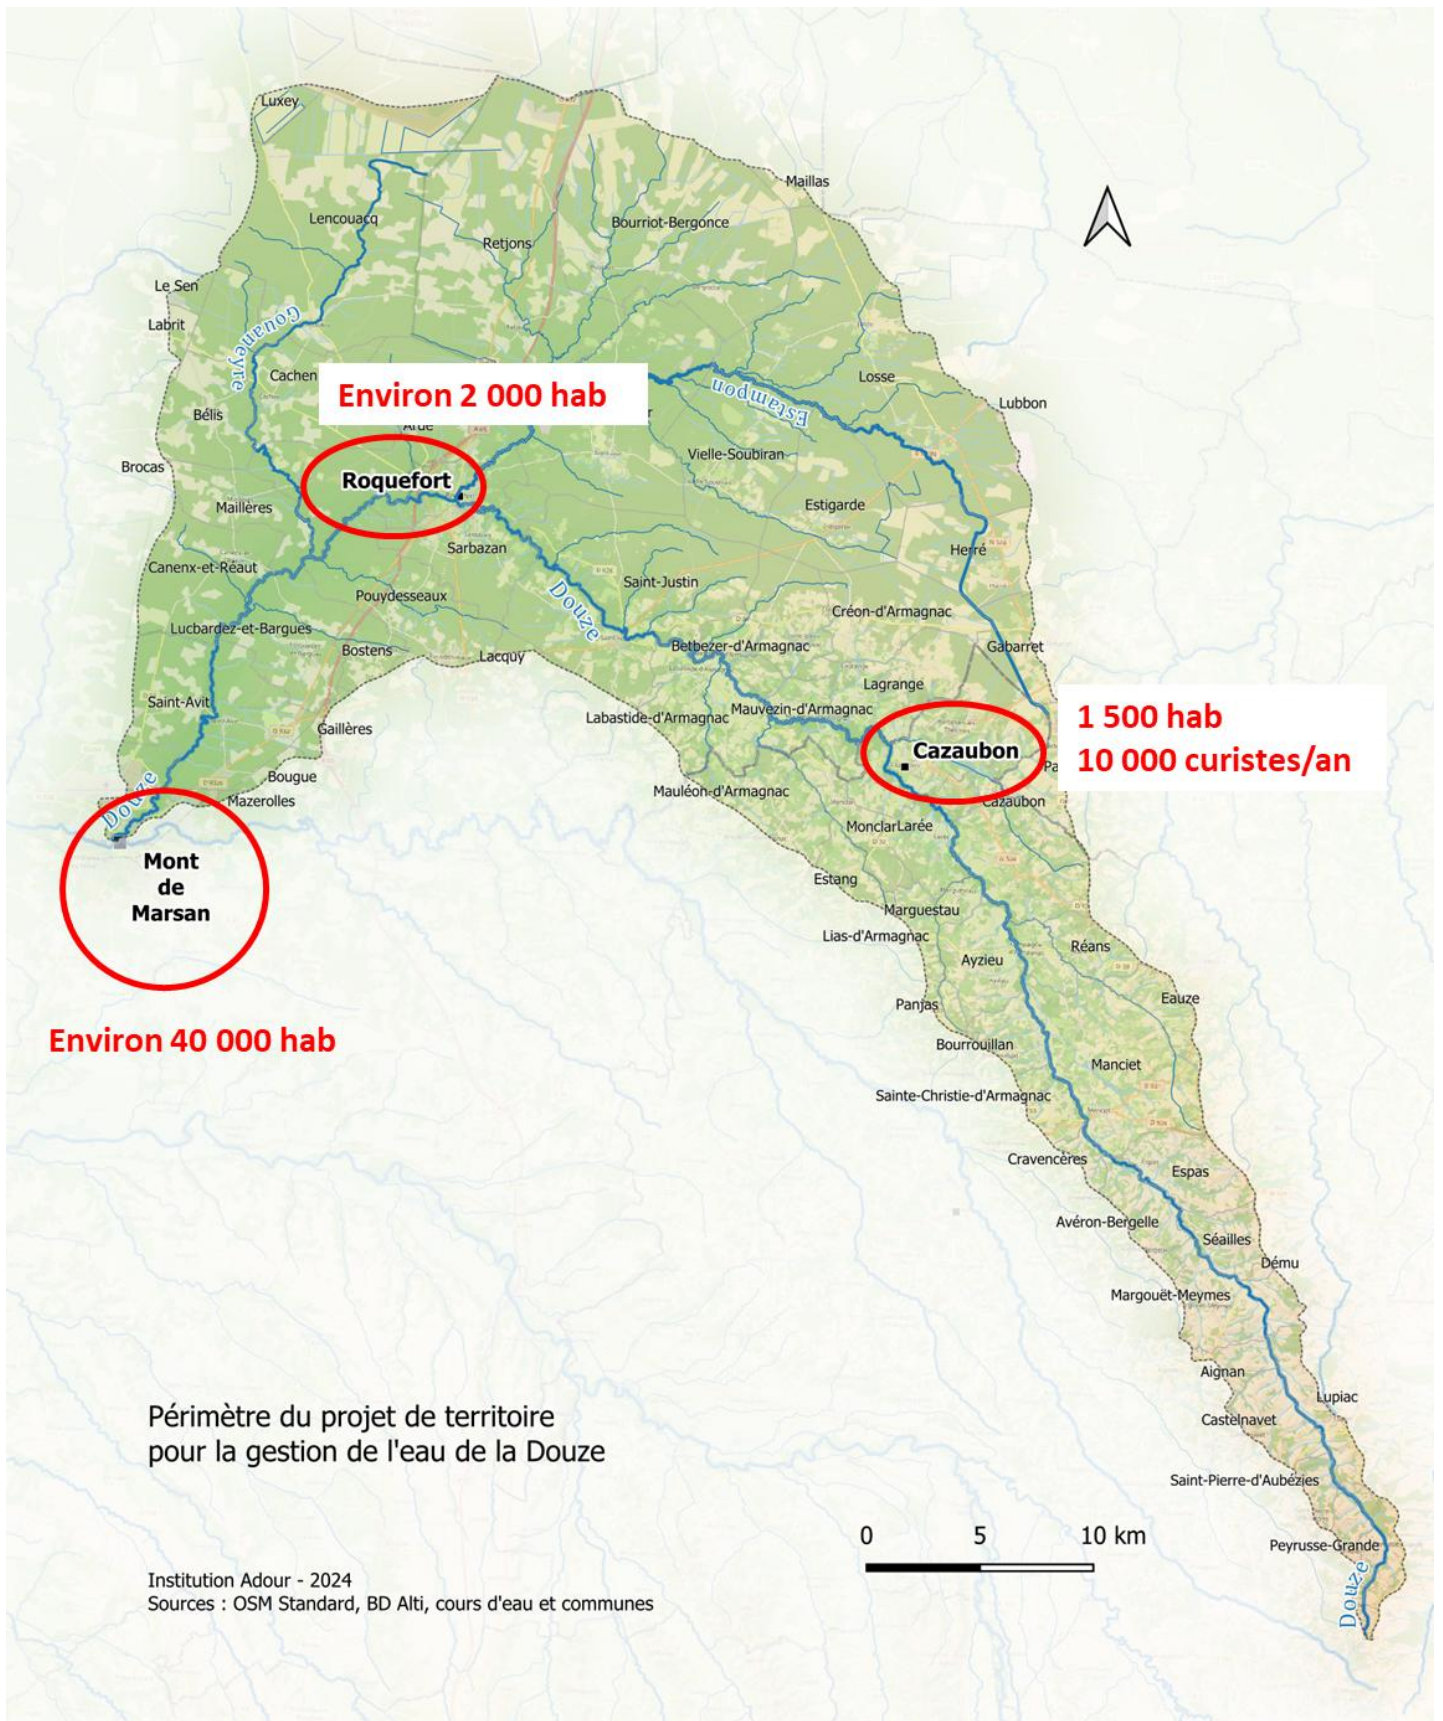 Luxey
Maillas
Lencouacq
Bourriot-Bergonce
Retjons
Le Sen
Labrit
Gouaneyre
Cachen
Environ 2 000 hab
Estampon
Losse
Lubbon
Bélis
Arue
Brocas
Roquefort
Vielle-Soubiran
Maillères
Estigarde
Sarbazan
Herré
Canenx-et-Réaut
Saint-Justin
Pouydesseaux
Douze
Créon-d'Armagnac
Lucbardez-et-Bargues
Bostens
Lacquy
Betbezer-d'Armagnac
Gabarret
Lagrange
Saint-Avit
Labastide-d'Armagnac
Mauvezin-d'Armagnac
Gaillères
1 500 hab
10 000 curistes/an
Cazaubon
Bougue
Mazerolles
Douze
Mauléon-d'Armagnac
Cazaubon
Monclar
Larée
Mont
de
Marsan
Estang
Marguestau
Lias-d'Armagnac
Réans
Ayzieu
Eauze
Panjas
Environ 40 000 hab
Bourrouillan
Manciet
Sainte-Christie-d'Armagnac
Cravencères
Espas
Avéron-Bergelle
Séailles
Dému
Margouët-Meymes
Aignan
Lupiac
Castelnavet
Périmètre du projet de territoire
pour la gestion de l'eau de la Douze
Saint-Pierre-d'Aubézies
0 5 10 km
Peyrusse-Grande
Douze
Institution Adour - 2024
Sources : OSM Standard, BD Alti, cours d'eau et communes